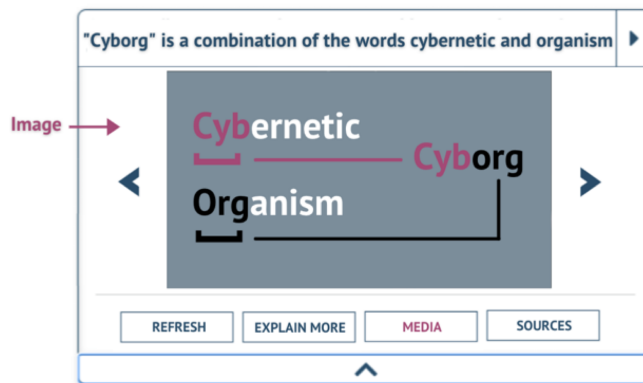 "Cyborg" is a combination of the words cybernetic and organism
Image
Cybernetic
Cyborg
Organism
REFRESH
EXPLAIN MORE
MEDIA
SOURCES